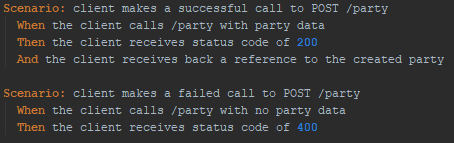 Scenario: client makes a successful call to POST /party
When the client calls /party with party data
Then the client receives status code of 200
And the client receives back a reference to the created party
Scenario: client makes a failed call to POST /party
When the client calls /party with no party data
Then the client receives status code of 400